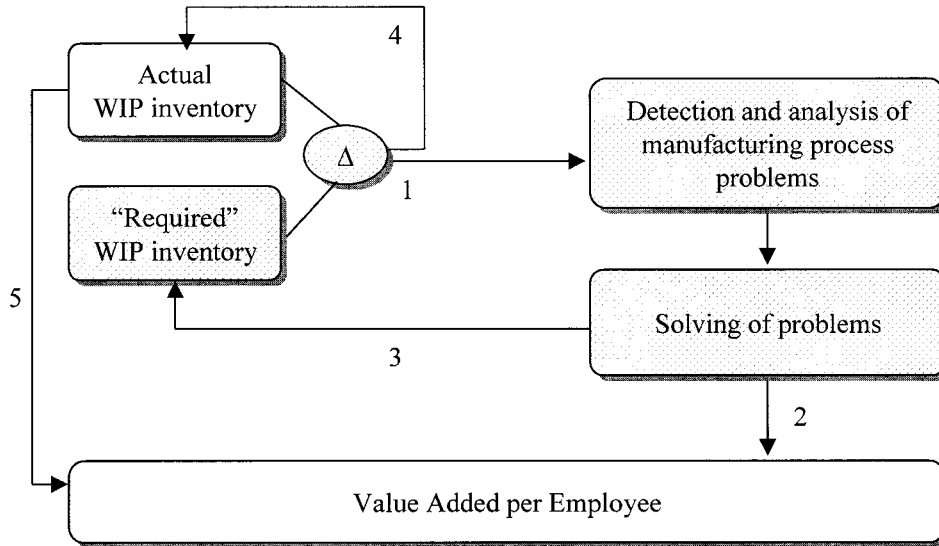 4
Actual
WIP inventory
Δ
1
Detection and analysis of
manufacturing process
problems
“Required”
WIP inventory
5
3
Solving of problems
2
Value Added per Employee